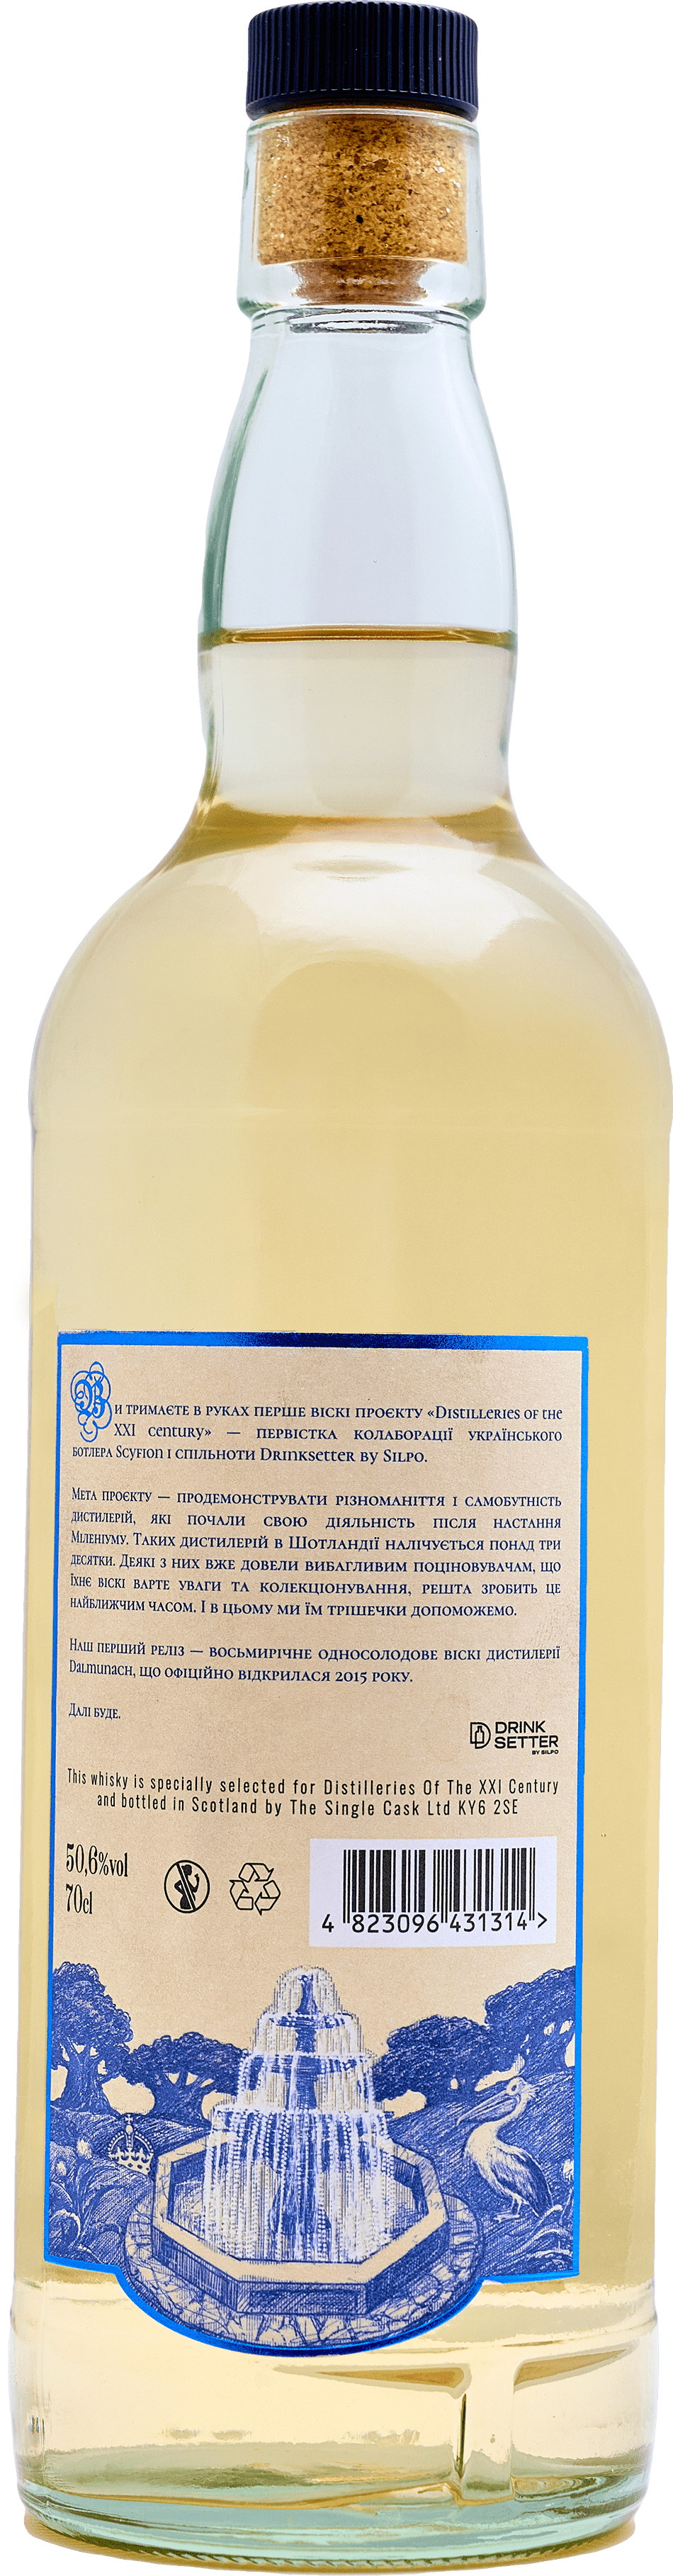 Ви тримаєте в руках перше віскі проєкту «Distilleries of the
XXI century» — первістка колаборації українського
ботлера Scyfion і спільноти Drinksetter by Silpo.
Мета проєкту — продемонструвати різноманіття і самобутність
дистилерій, які почали свою діяльність після настання
Міленіуму. Таких дистилерій в Шотландії налічується понад три
десятки. Деякі з них вже довели вибагливим поціновувачам, що
їхнє віскі варте уваги та колекціонування, решта зробить це
найближчим часом. І в цьому ми їм трішечки допоможемо.
Наш перший реліз — восьмирічне односолодове віскі дистилерії
Dalmunach, що офіційно відкрилася 2015 року.
Далі буде.
DRINK
SETTER
BY SILPO
This whisky is specially selected for Distilleries Of The XXI Century
and bottled in Scotland by The Single Cask Ltd KY6 2SE
50,6%vol
70cl
4 823096 431314 >